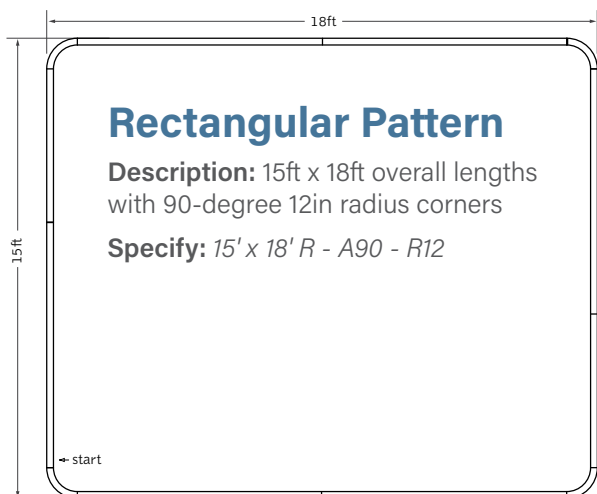 18ft
Rectangular Pattern
Description: 15ft x 18ft overall lengths
with 90-degree 12in radius corners
Specify: 15' x 18' R - A90 - R12
15ft
start